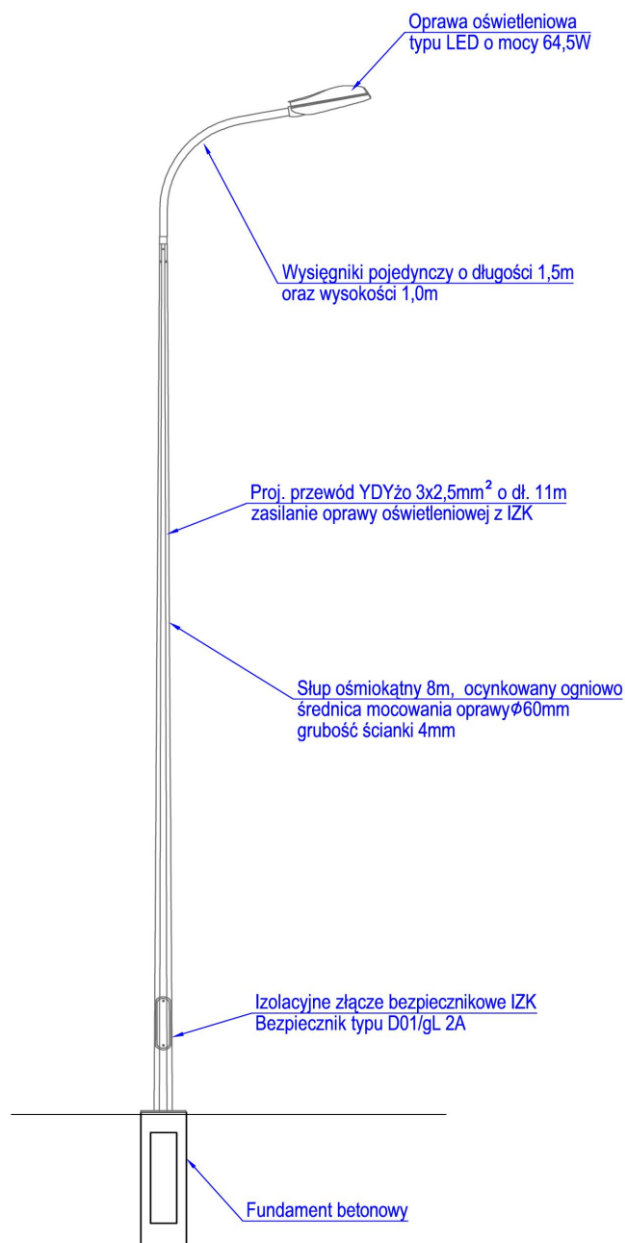 Oprawa oświetleniowa
typu LED o mocy 64,5W
Wysięgniki pojedynczy o długości 1,5m
oraz wysokości 1,0m
Proj. przewód YDYżo 3x2,5mm² o dł. 11m
zasilanie oprawy oświetleniowej z IZK
Słup ośmiokątny 8m, ocynkowany ogniowo
średnica mocowania oprawyϕ60mm
grubość ścianki 4mm
Izolacyjne złącze bezpiecznikowe IZK
Bezpiecznik typu D01/gL 2A
Fundament betonowy